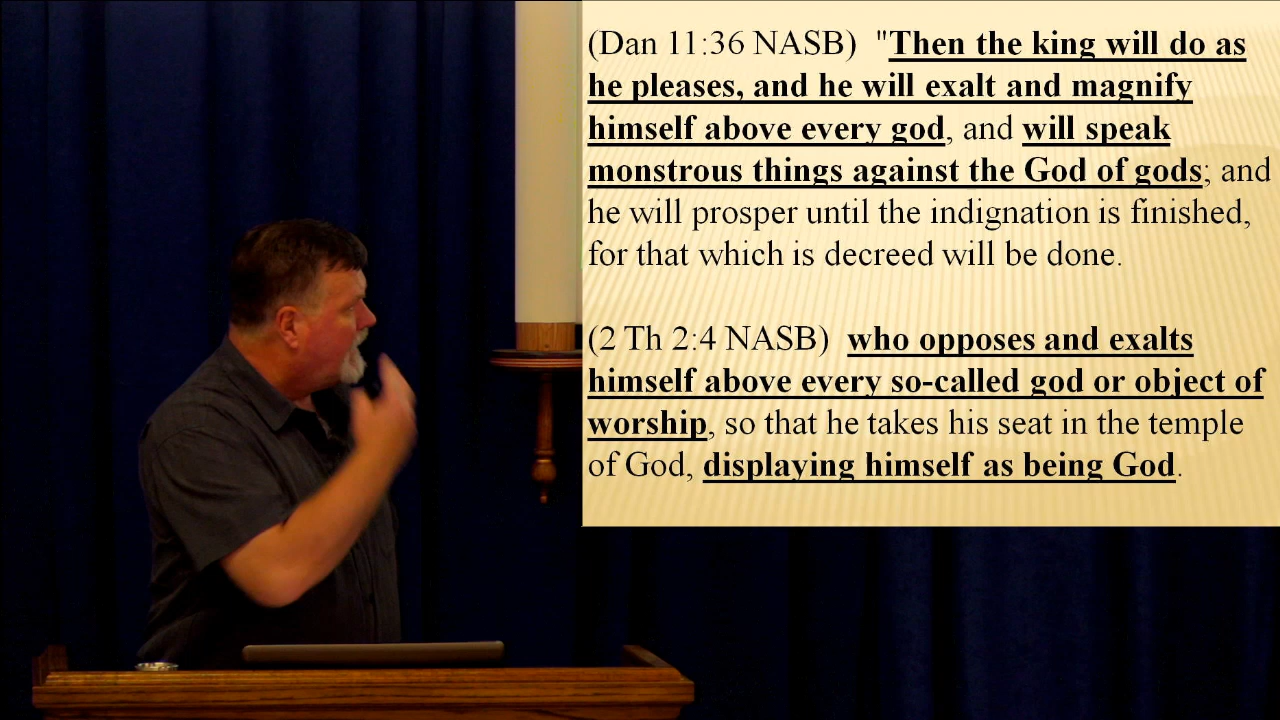 (Dan 11:36 NASB)  "Then the king will do as
he pleases, and he will exalt and magnify
himself above every god, and will speak
monstrous things against the God of gods; and
he will prosper until the indignation is finished,
for that which is decreed will be done.
(2 Th 2:4 NASB)  who opposes and exalts
himself above every so-called god or object of
worship, so that he takes his seat in the temple
of God, displaying himself as being God.